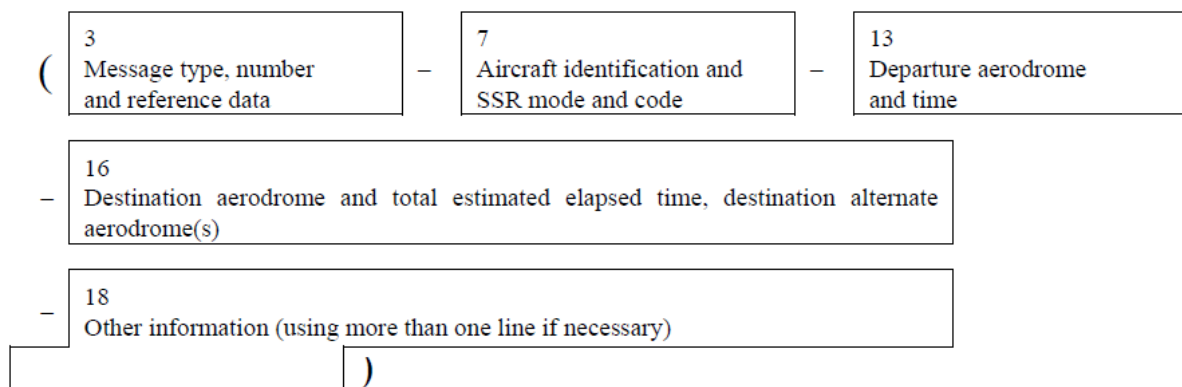 3 7 13
( Message type, number – Aircraft identification and – Departure aerodrome
and reference data SSR mode and code and time
16
– Destination aerodrome and total estimated elapsed time, destination alternate
aerodrome(s)
18
– Other information (using more than one line if necessary)
)